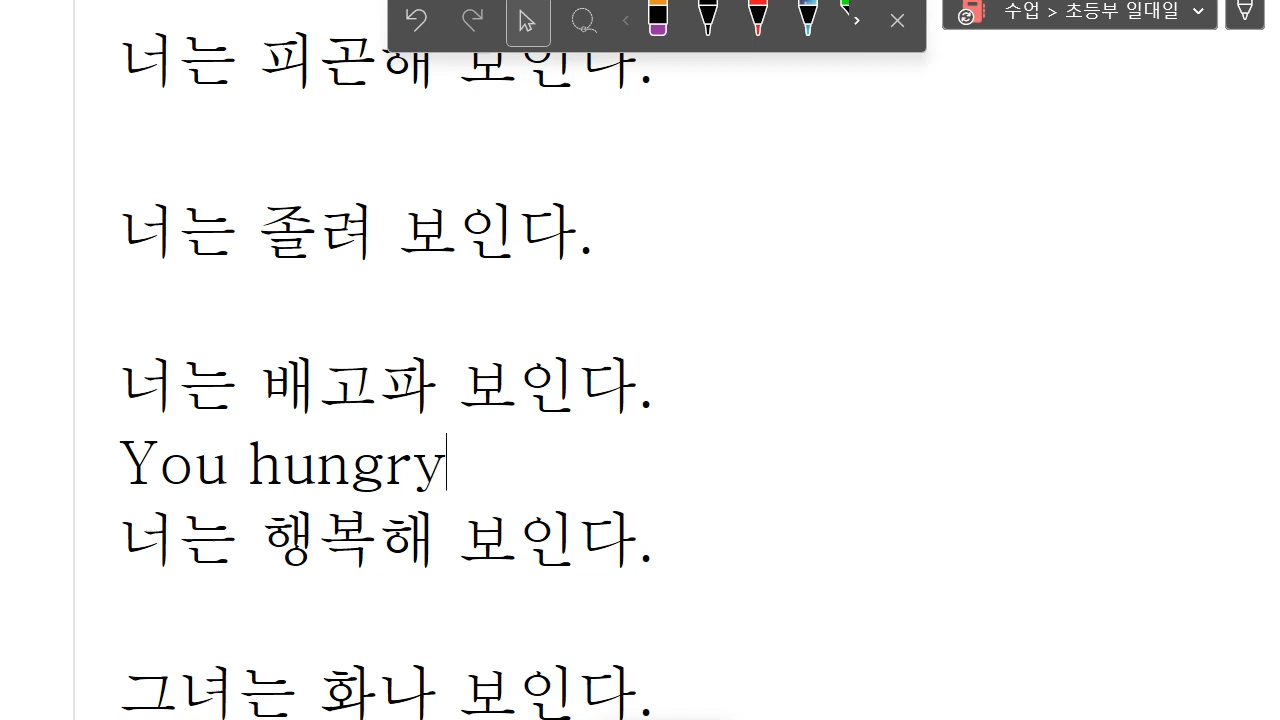 수업 > 초등부 일대일
너는 피곤해 보인다.
너는 졸려 보인다.
너는 배고파 보인다.
You hungry
너는 행복해 보인다.
그녀는 화나 보인다.